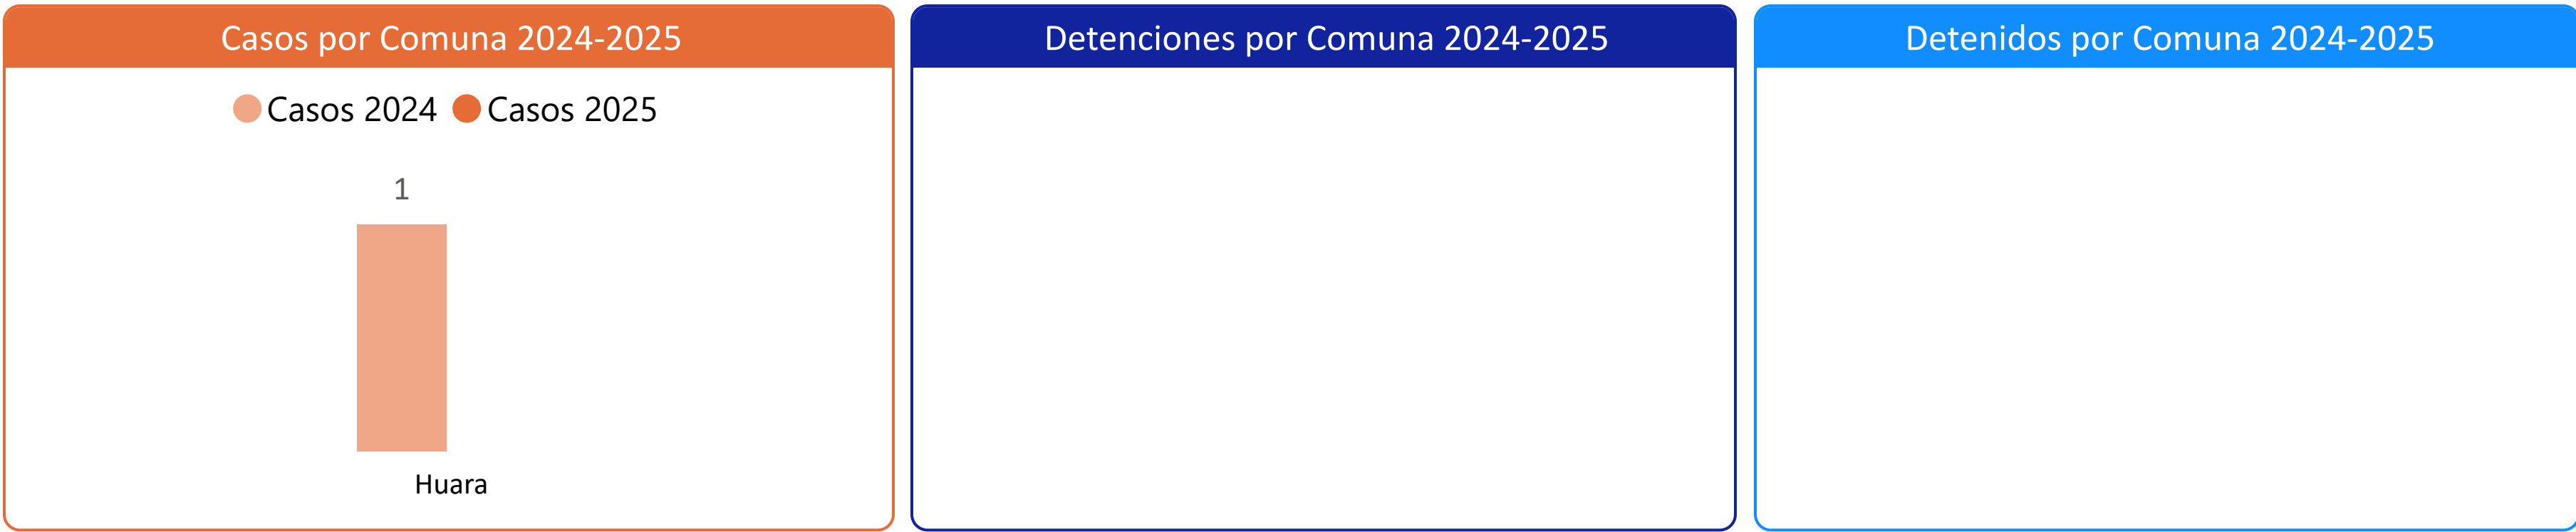 Casos por Comuna 2024-2025
Casos 2024 Casos 2025
1
Huara
Detenciones por Comuna 2024-2025
Detenidos por Comuna 2024-2025